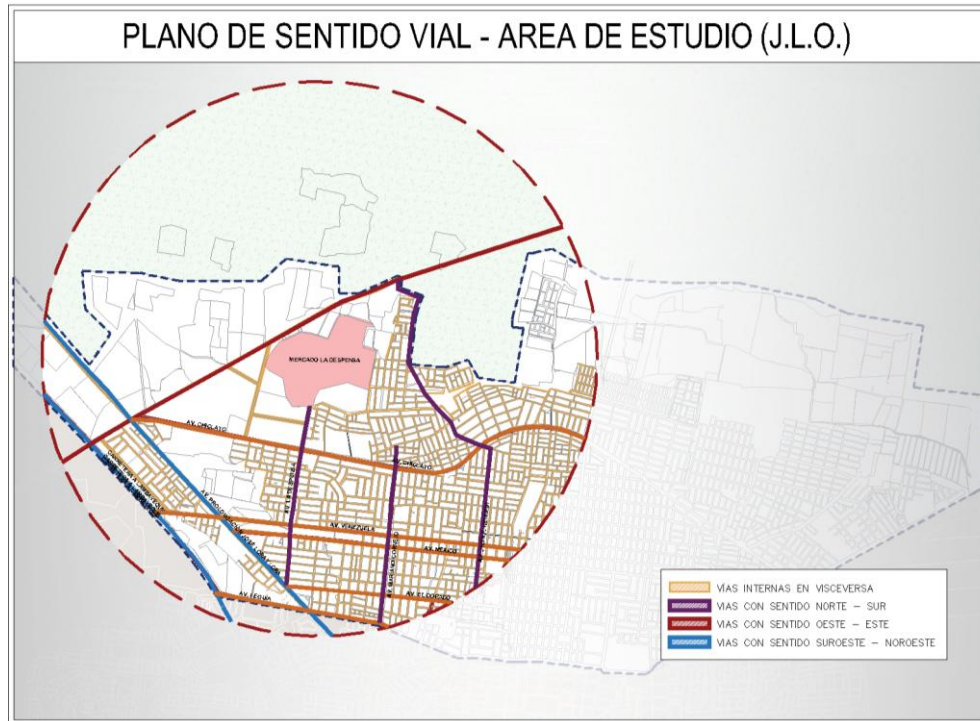 PLANO DE SENTIDO VIAL - AREA DE ESTUDIO (J.L.O.)
MERCADO LA DESPENSA
AV. CHICLAYO
AV. CHICLAYO
AV. VENEZUELA
AV. MEXICO
AV. EL DORADO
AV. LEGUIA
VÍAS INTERNAS EN VISCEVERSA
VIAS CON SENTIDO NORTE - SUR
VIAS CON SENTIDO OESTE - ESTE
VIAS CON SENTIDO SUROESTE - NOROESTE